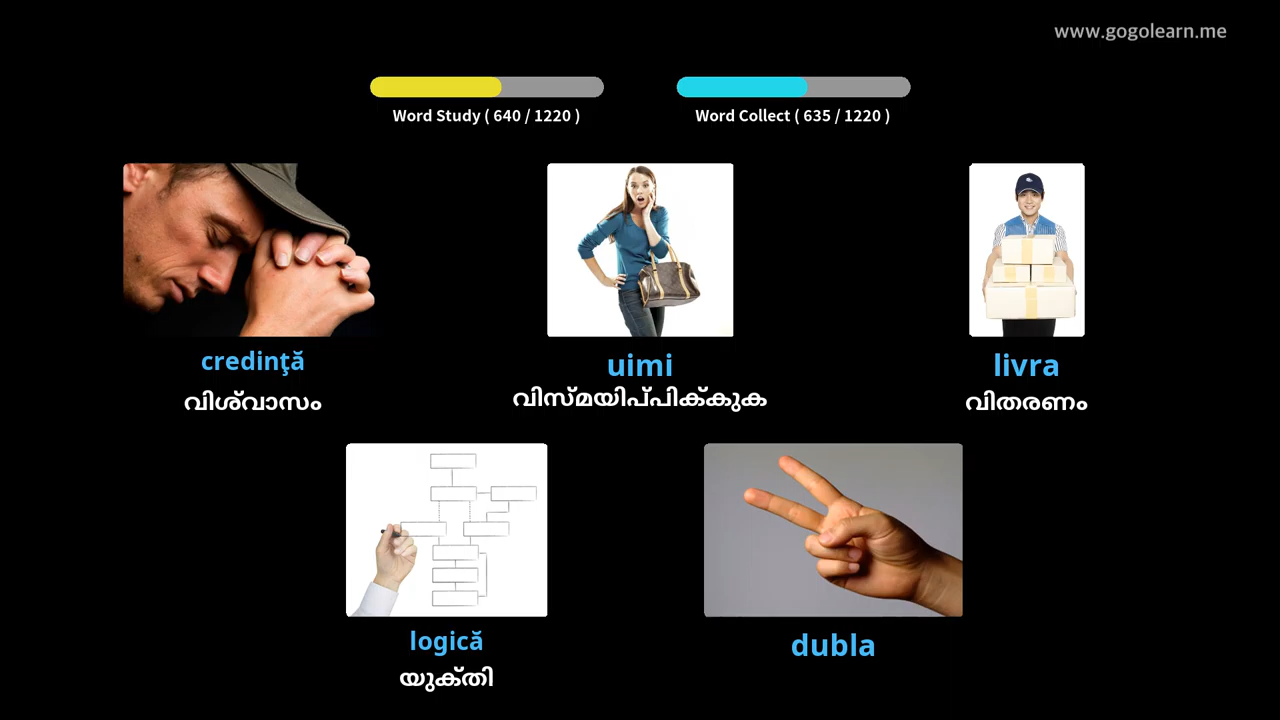 www.gogolearn.me
Word Study ( 640 / 1220 )
Word Collect ( 635 / 1220 )
credinţă
uimi
livra
വിശ്വാസം
വിസ്മയിപ്പിക്കുക
വിതരണം
logică
dubla
യുക്തി